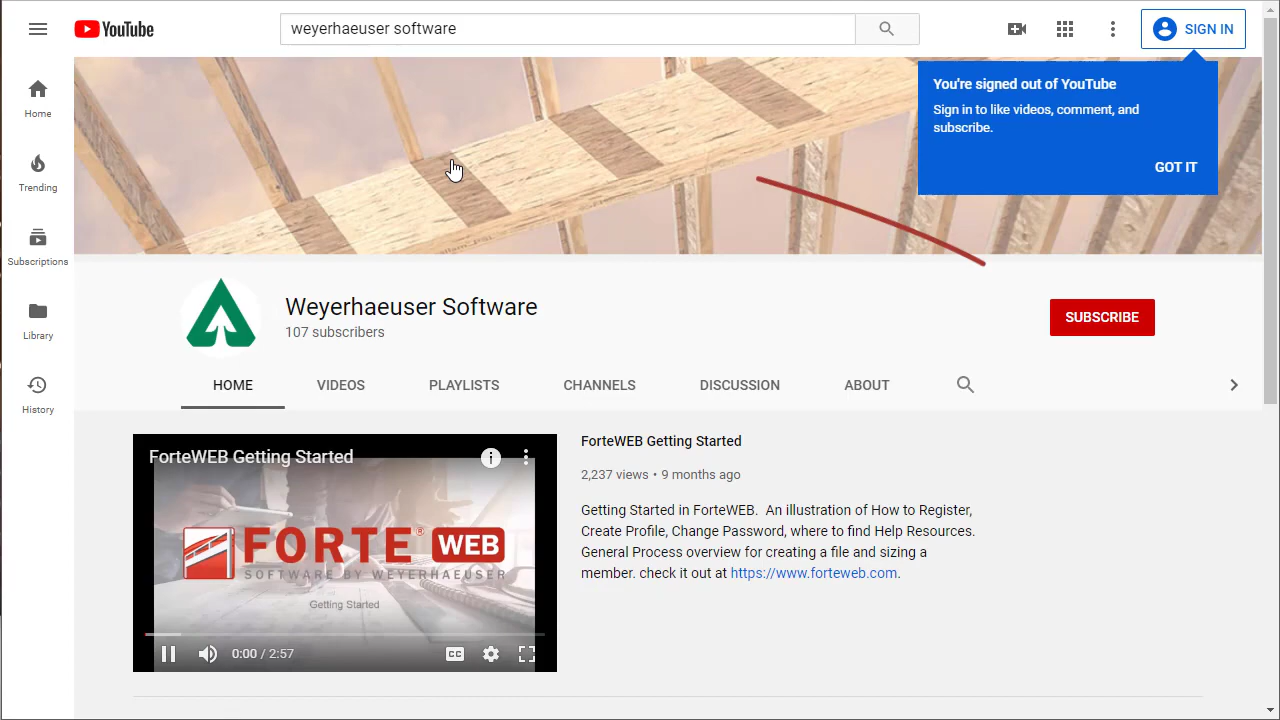 YouTube
weyerhaeuser software
SIGN IN
You're signed out of YouTube
Sign in to like videos, comment, and
subscribe.
GOT IT
Home
Trending
Subscriptions
Library
History
Weyerhaeuser Software
107 subscribers
SUBSCRIBE
HOME
VIDEOS
PLAYLISTS
CHANNELS
DISCUSSION
ABOUT
ForteWEB Getting Started
FORTE® WEB
SOFTWARE BY WEYERHAEUSER
Getting Started
0:00 / 2:57
CC
ForteWEB Getting Started
2,237 views • 9 months ago
Getting Started in ForteWEB.  An illustration of How to Register,
Create Profile, Change Password, where to find Help Resources.
General Process overview for creating a file and sizing a
member. check it out at https://www.forteweb.com.